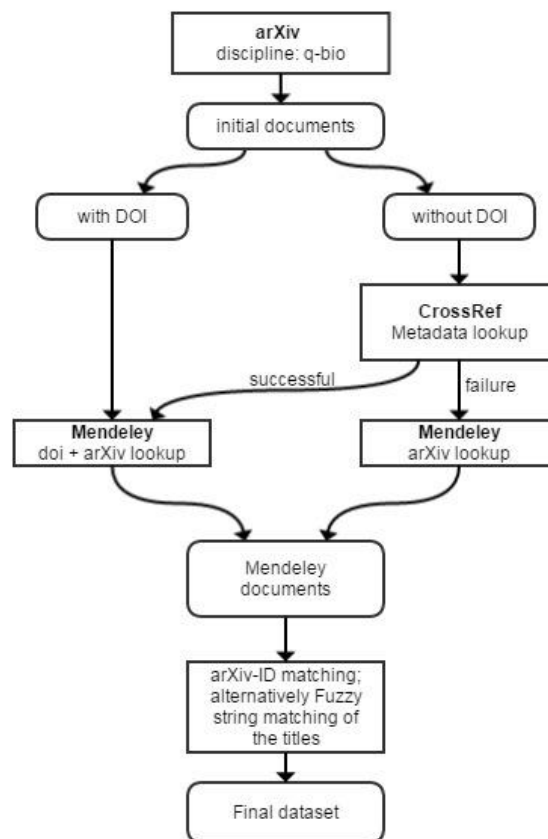 arXiv
discipline: q-bio
initial documents
with DOI
without DOI
CrossRef
Metadata lookup
successful
failure
Mendeley
doi + arXiv lookup
Mendeley
arXiv lookup
Mendeley
documents
arXiv-ID matching;
alternatively Fuzzy
string matching of
the titles
Final dataset